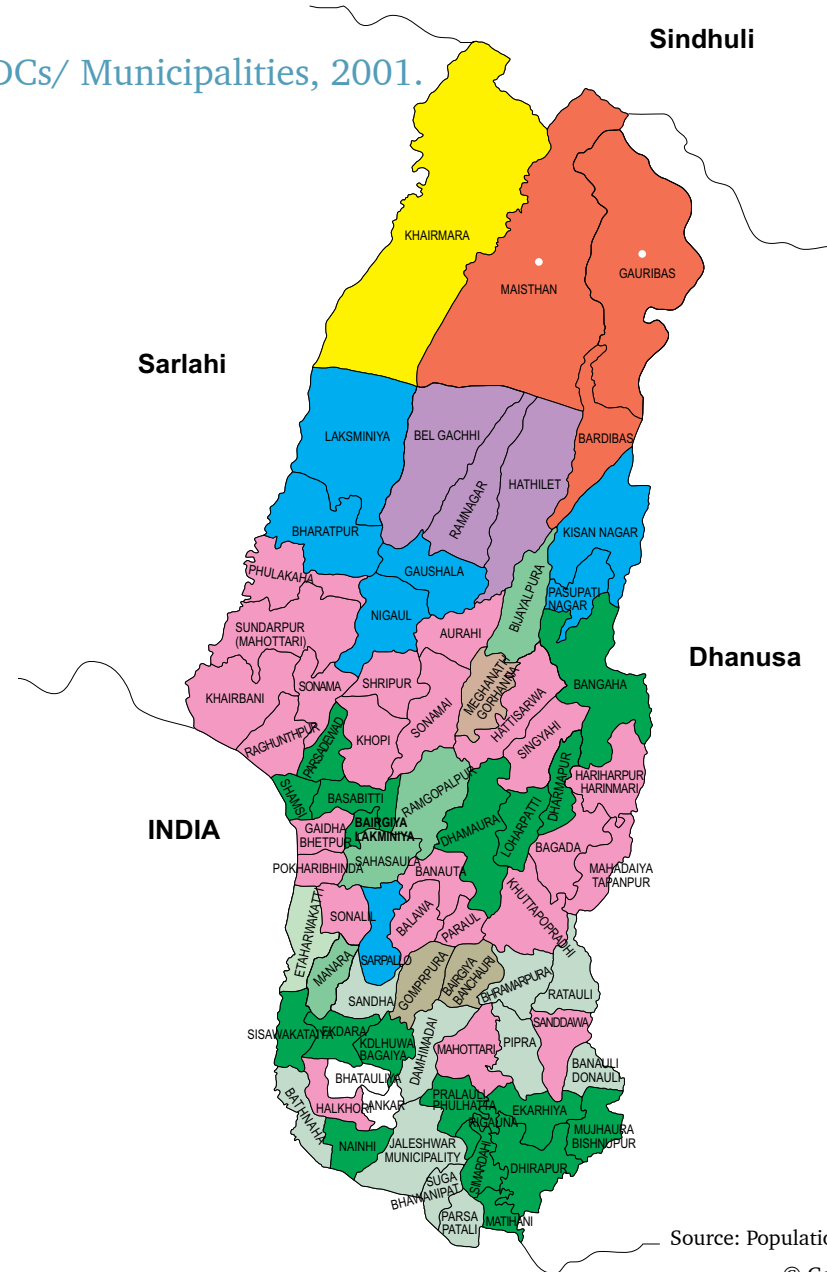 Sindhuli
DCs/ Municipalities, 2001.
KHAIRMARA
MAISTHAN
GAURIBAS
Sarlahi
LAKSMINIYA
BEL GACHHI
BARDIBAS
RAMNAGAR
HATHILET
BHARATPUR
KISAN NAGAR
PHULAKAHA
GAUSHALA
BIJAYALPURA
PASUPATI
NAGAR
NIGAUL
SUNDARPUR
(MAHOTTARI)
AURAHI
Dhanusa
KHAIRBANI
SONAMA
SHRIPUR
MEGHANATH
GORHANNA
BANGAHA
RAGHUNTHPUR
PARSADEWAD
KHOPI
SONAMAI
HATTISARWA
SINGYAHI
SHAMSI
BASABITTI
RAMGOPALPUR
DHARMAPUR
HARIHARPUR
HARINMARI
INDIA
GAIDHA
BHETPUR
BAIRGIYA
LAKMINIYA
DHAMAURA
LOHARPATTI
BAGADA
POKHARIBHINDA
SAHASAULA
BANAUTA
MAHADAIYA
TAPANPUR
ETAHARWAKATTI
SONALIL
BALAWA
PARAUL
KHUTTAPOPRADHI
MANARA
SARPALLO
SANDHA
GOMPRPURA
BAIRGIYA
BANCHAURI
BHRAMARPURA
RATAULI
SISAWAKATAIYA
EKDARA
KDLHUWA
BAGAIYA
DAMHIMADAI
MAHOTTARI
PIPRA
SANDDAWA
BHATAULIYA
BANAULI
DONAULI
BATHNAHA
HALKHORI
ANKAR
PRALAULI
PHULHATTA
RIGAUNA
EKARHIYA
NAINHI
JALESHWAR
MUNICIPALITY
SIMARDAHI
MUJHAURA
BISHNUPUR
DHIRAPUR
SUGA
BHAWANIPAT
PARSA
PATALI
MATIHANI
Source: Populatio